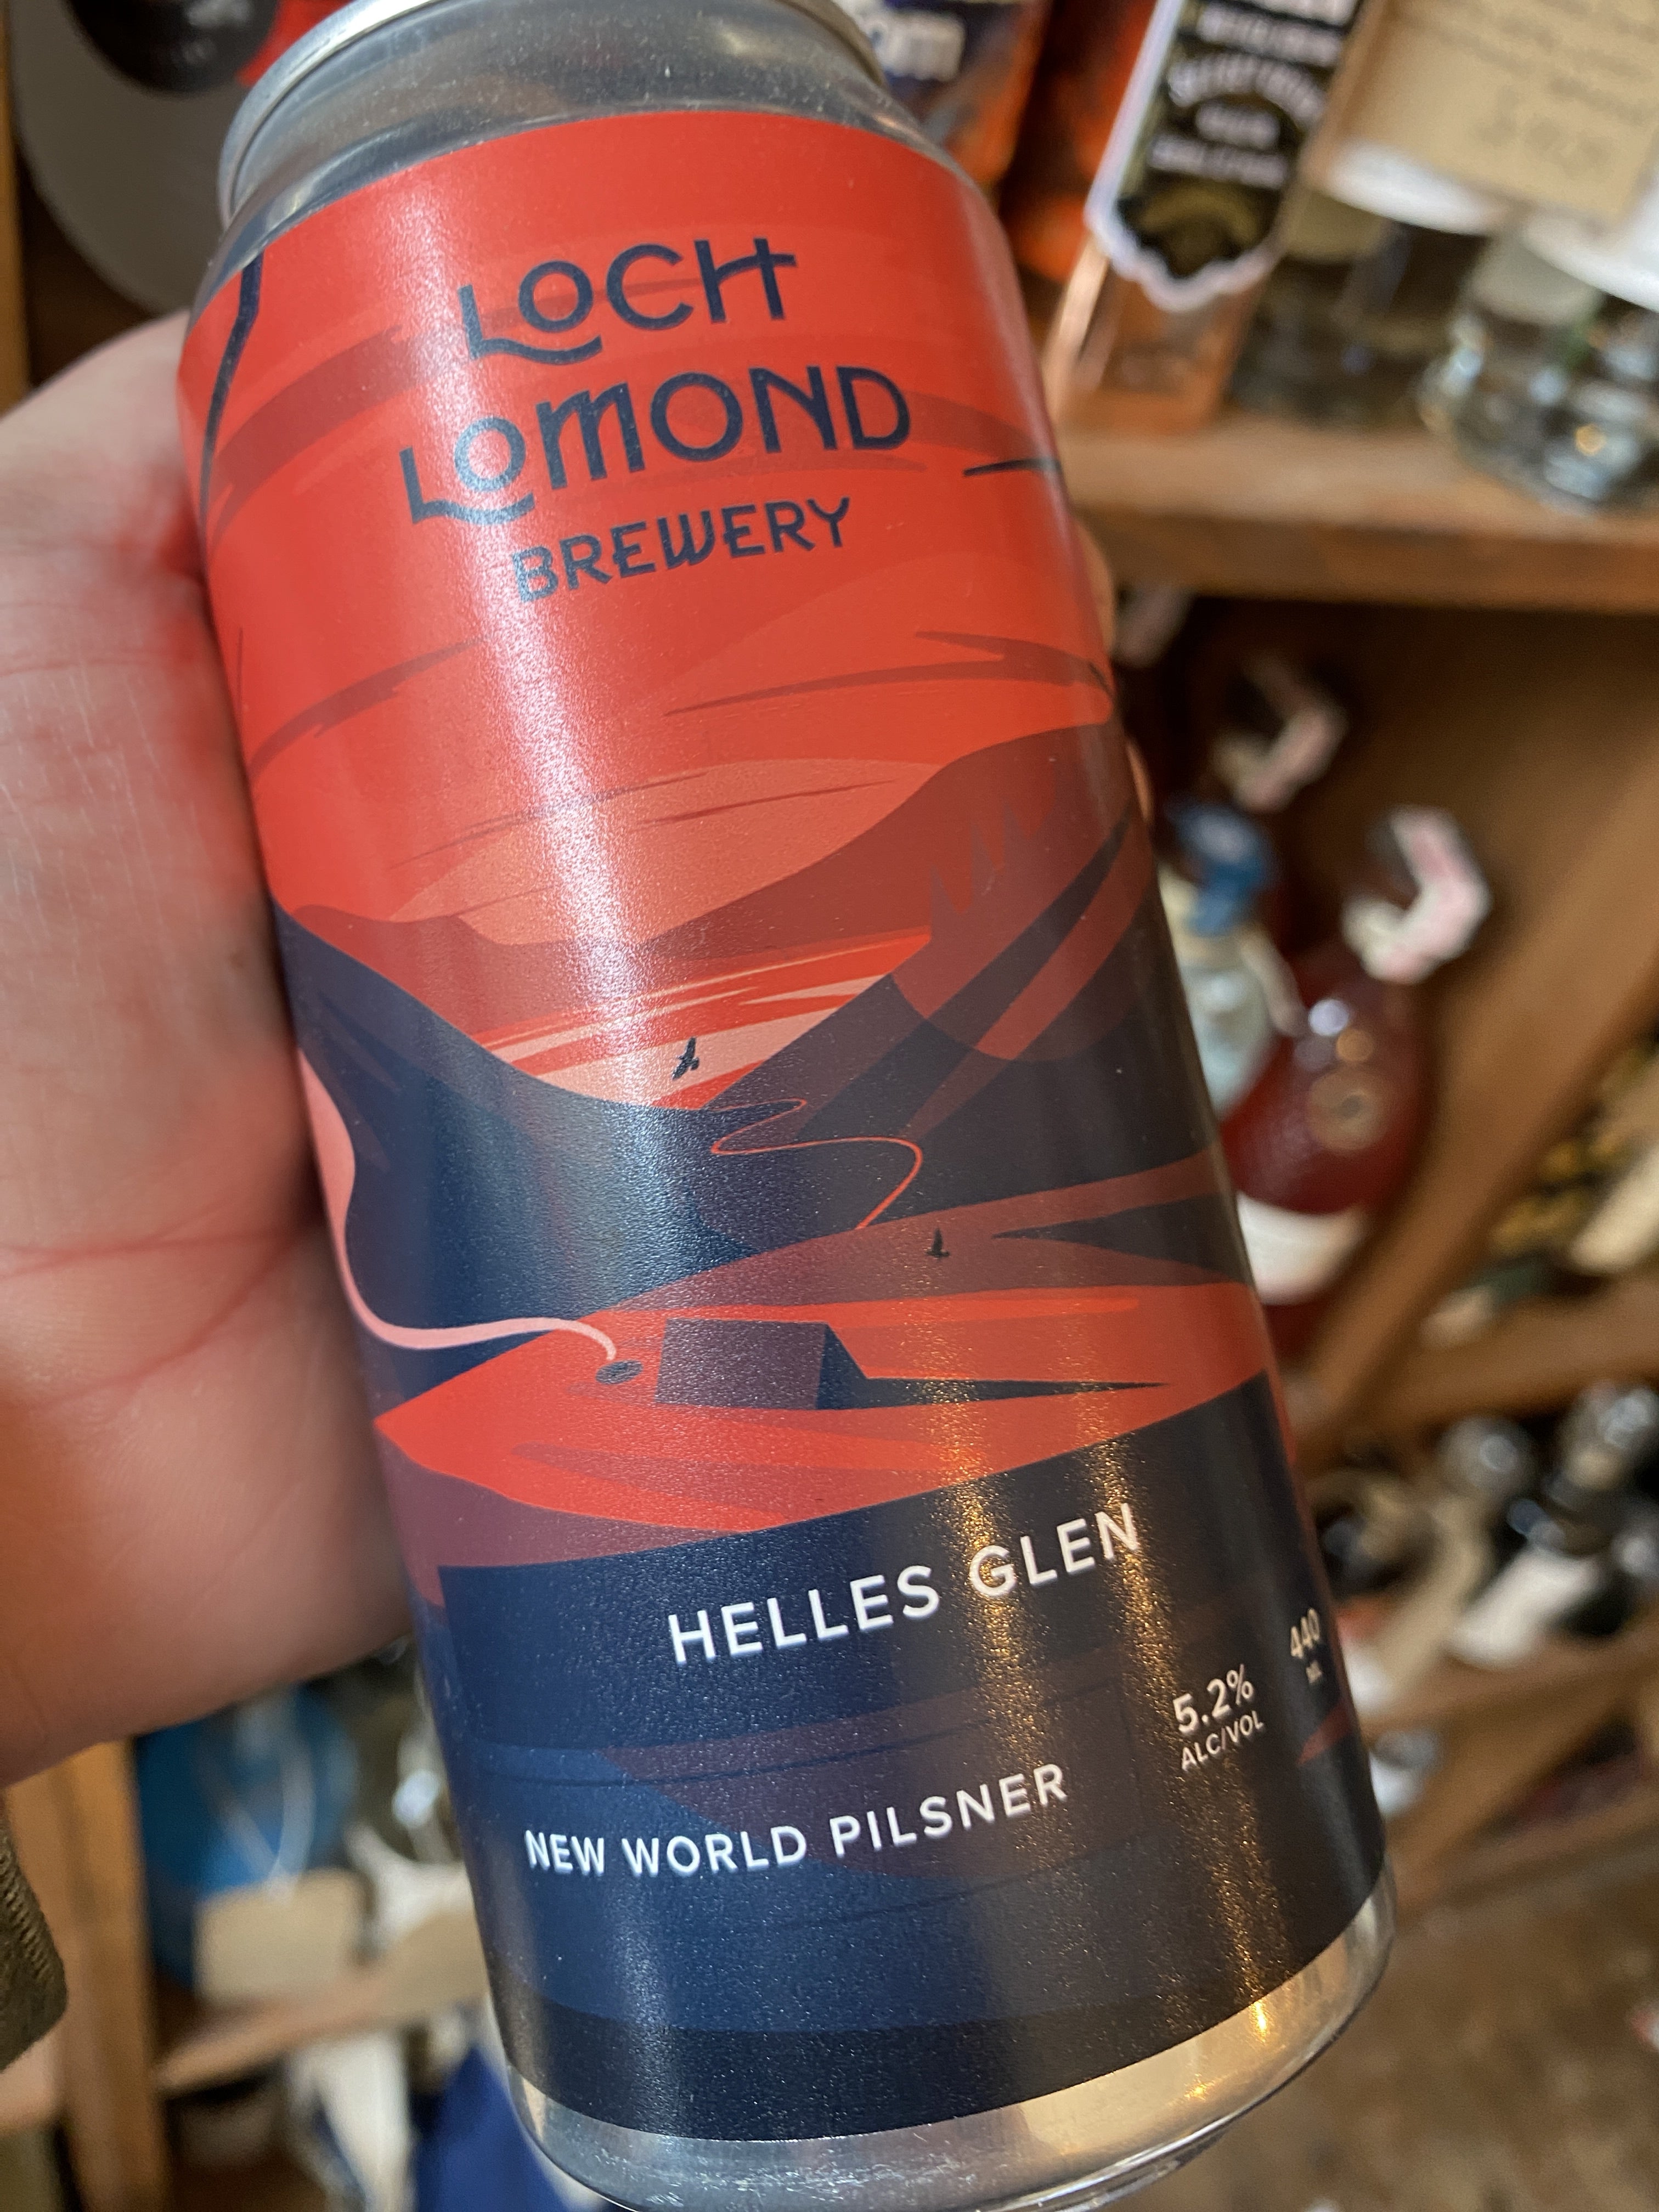 LOCH
LOMOND
BREWERY
HELLES GLEN
5.2%
ALC/VOL
440
ML
NEW WORLD PILSNER